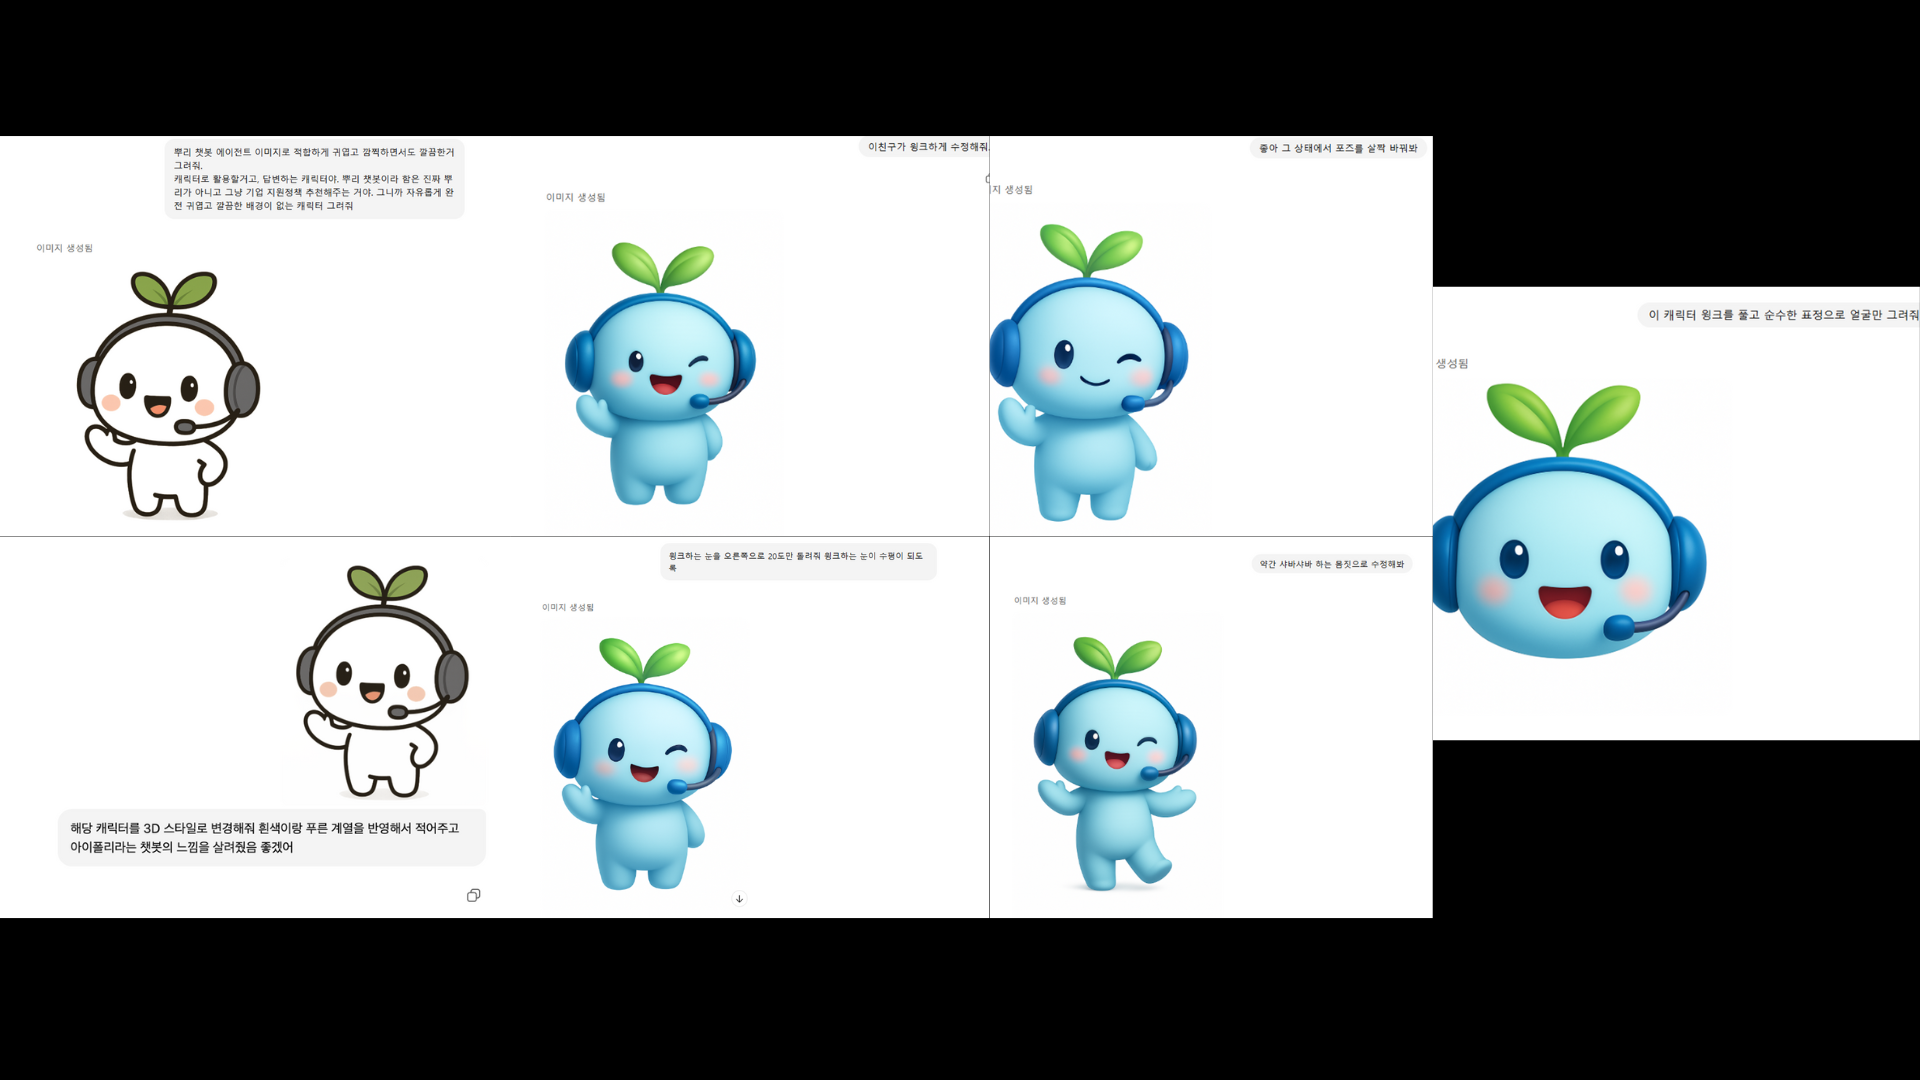 뿌리 챗봇 에이전트 이미지로 적합하게 귀엽고 깜찍하면서도 깔끔한거
그려줘,
캐릭터로 활용할거고, 답변하는 캐릭터야, 뿌리 챗봇이라 함은 진짜 뿌
리가 아니고 그냥 기업 지원정책 추천해주는 거야, 그니까 자유롭게 완
전 귀엽고 깔끔한 배경이 없는 캐릭터 그려줘
이미지 생성됨
해당 캐릭터를 3D 스타일로 변경해줘 흰색이랑 푸른 계열을 반영해서 적어주고
아이폴리라는 챗봇의 느낌을 살려줬음 좋겠어
이친구가 윙크하게 수정해줘
이미지 생성됨
윙크하는 눈을 오른쪽으로 20도만 돌려줘 윙크하는 눈이 수평이 되도
록
이미지 생성됨
좋아 그 상태에서 포즈를 살짝 바꿔봐
지 생성됨
약간 샤바샤바 하는 몸짓으로 수정해봐
이미지 생성됨
이 캐릭터 윙크를 풀고 순수한 표정으로 얼굴만 그려줘
생성됨